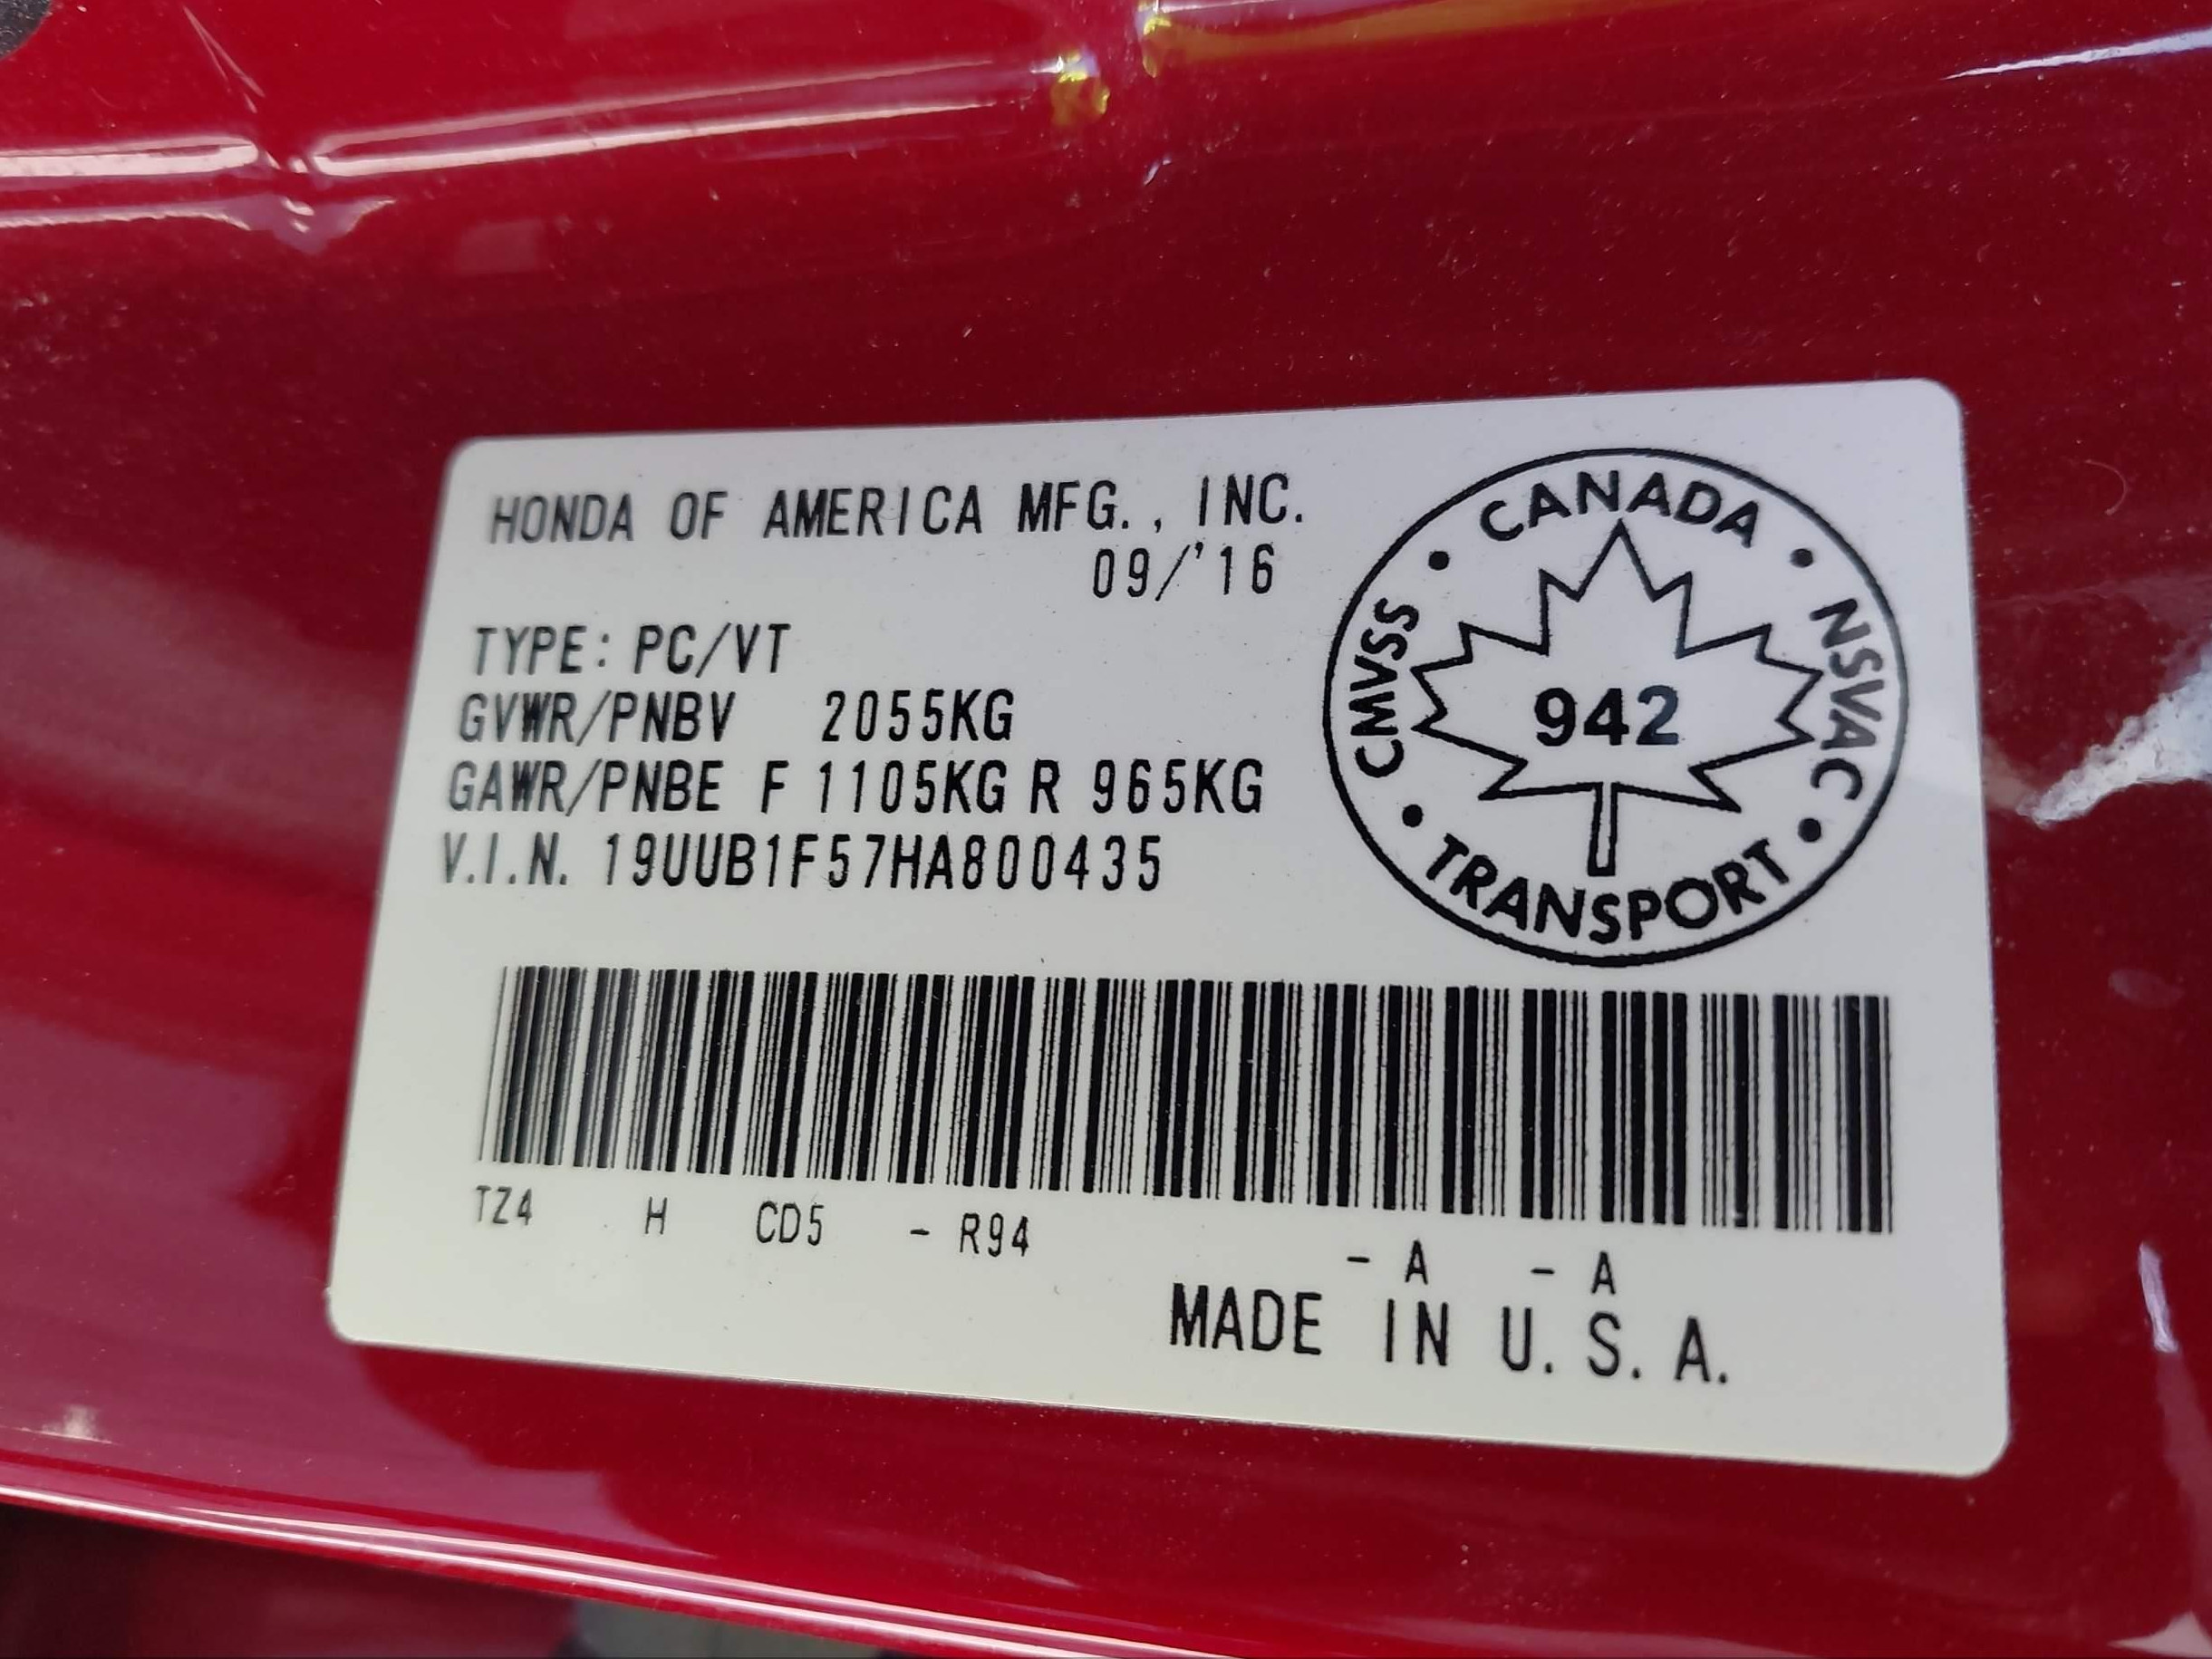 HONDA OF AMERICA MFG., INC.
09/'16
TYPE: PC/VT
GVWR/PNBV 2055KG
GAWR/PNBE F 1105KG R 965KG
V.I.N. 19UUB1F57HA800435
CANADA
CMVSS
NSVAC
942
TRANSPORT
TZ4 H CD5 - R94 - A - A
MADE IN U.S.A.